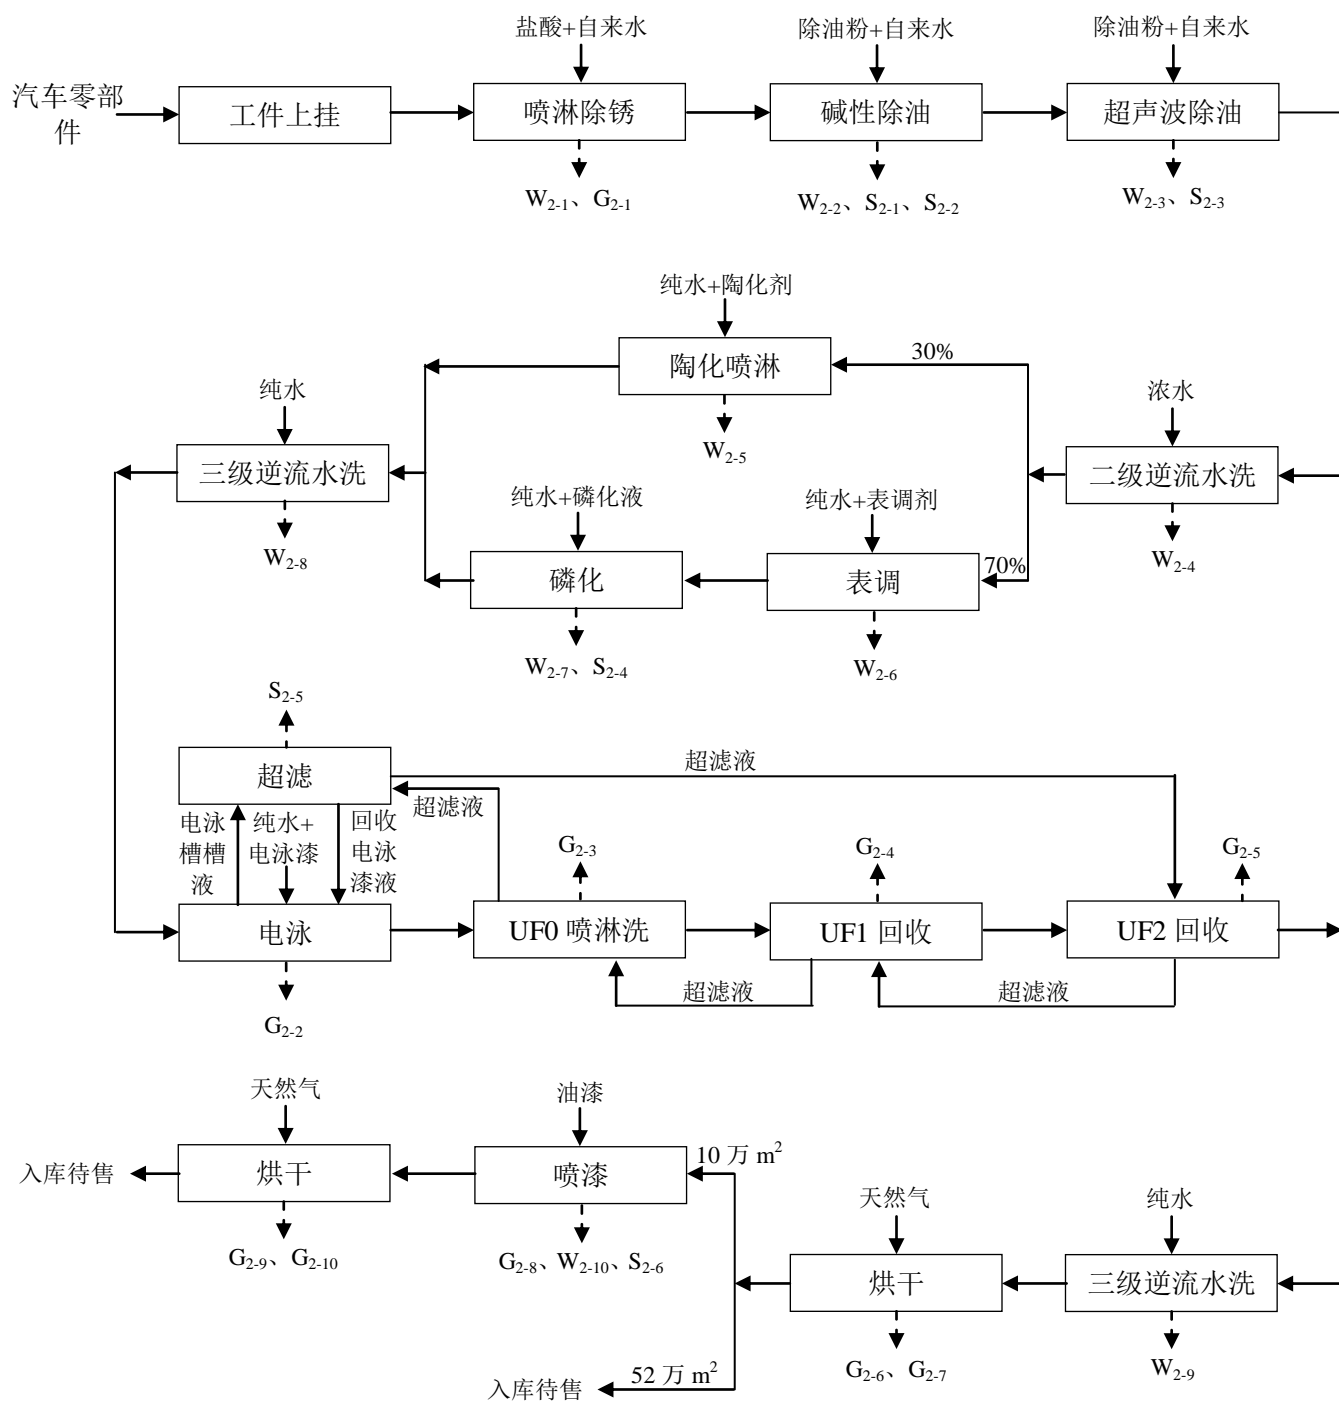 盐酸+自来水
除油粉+自来水
除油粉+自来水
汽车零部
件
工件上挂
喷淋除锈
碱性除油
超声波除油
W2-1、G2-1
W2-2、S2-1、S2-2
W2-3、S2-3
纯水+陶化剂
陶化喷淋
30%
纯水
浓水
三级逆流水洗
W2-5
二级逆流水洗
纯水+磷化液
纯水+表调剂
W2-8
W2-4
磷化
表调
70%
W2-7、S2-4
W2-6
S2-5
超滤
超滤液
超滤液
电泳
槽槽
液
纯水+
电泳漆
回收
电泳
漆液
G2-3
G2-4
G2-5
电泳
UF0 喷淋洗
UF1 回收
UF2 回收
超滤液
超滤液
G2-2
天然气
油漆
入库待售
烘干
喷漆
10 万 m²
天然气
纯水
G2-9、G2-10
G2-8、W2-10、S2-6
烘干
三级逆流水洗
G2-6、G2-7
W2-9
入库待售
52 万 m²